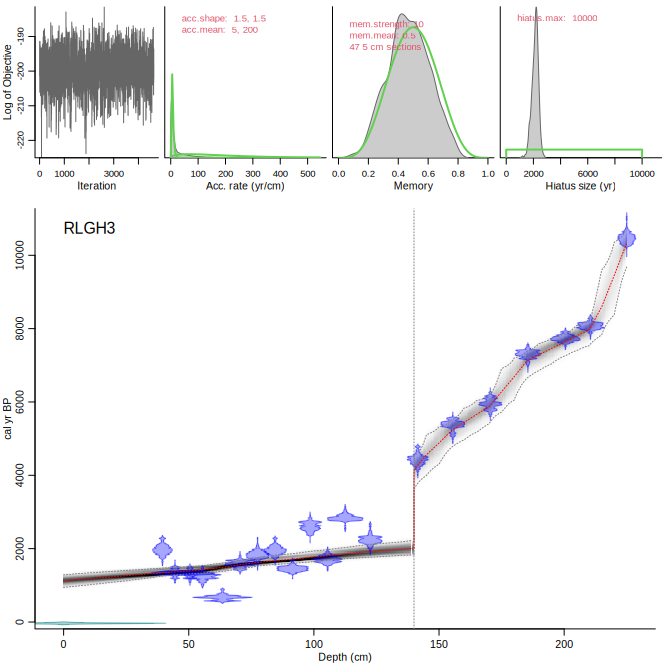 acc.shape: 1.5, 1.5
acc.mean: 5, 200
mem.strength: 10
mem.mean: 0.5
47 5 cm sections
hiatus.max: 10000
Log of Objective
-190
-200
-210
-220
0
1000
3000
Iteration
0
100
200
300
400
500
Acc. rate (yr/cm)
0.0
0.2
0.4
0.6
0.8
1.0
Memory
0
2000
6000
10000
Hiatus size (yr)
RLGH3
cal yr BP
10000
8000
6000
4000
2000
0
0
50
100
150
200
Depth (cm)